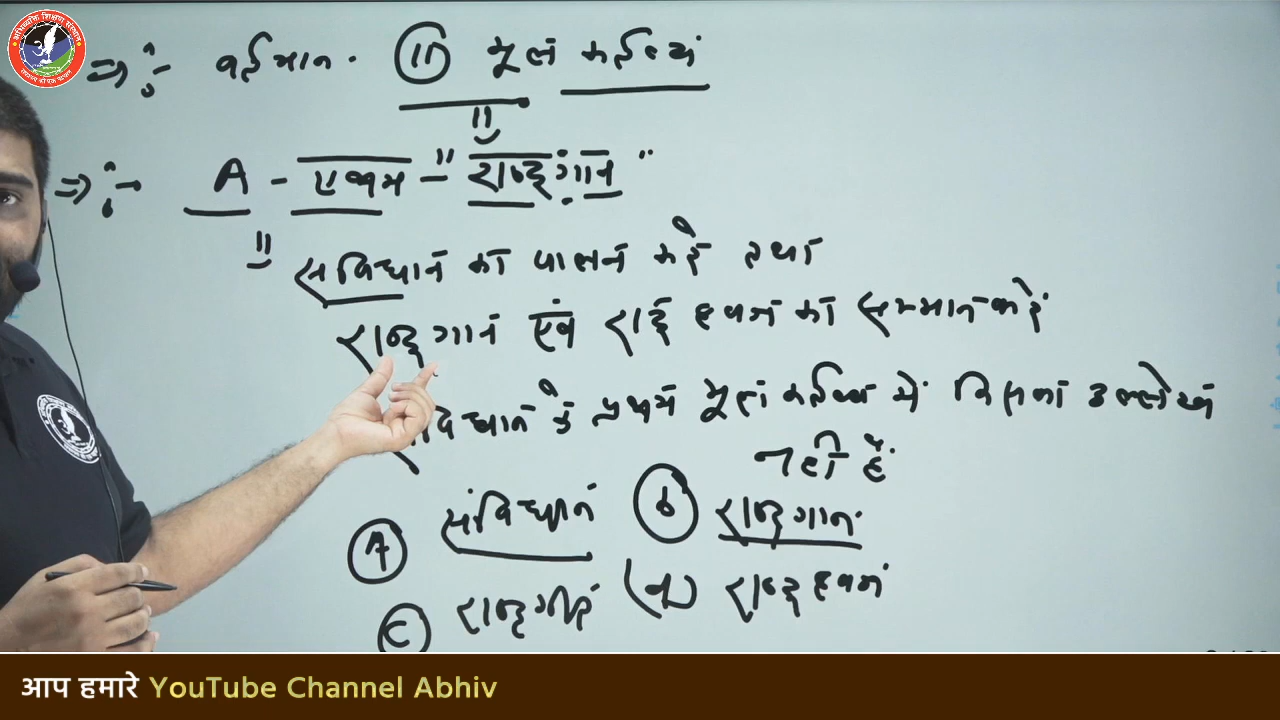 ⇒ :- वर्तमान. 11 मूल कर्तव्य
⇒ :- A - प्रथम - "राष्ट्रगान"
संविधान का पालन करें तथा
राष्ट्रगान एवं राष्ट्र ध्वज का सम्मान करें
संविधान के प्रथम मूल कर्तव्य में किसका उल्लेख
नही हैं
A संविधान b राष्ट्रगान
C राष्ट्रगीत (द) राष्ट्रध्वज
आप हमारे YouTube Channel Abhiv